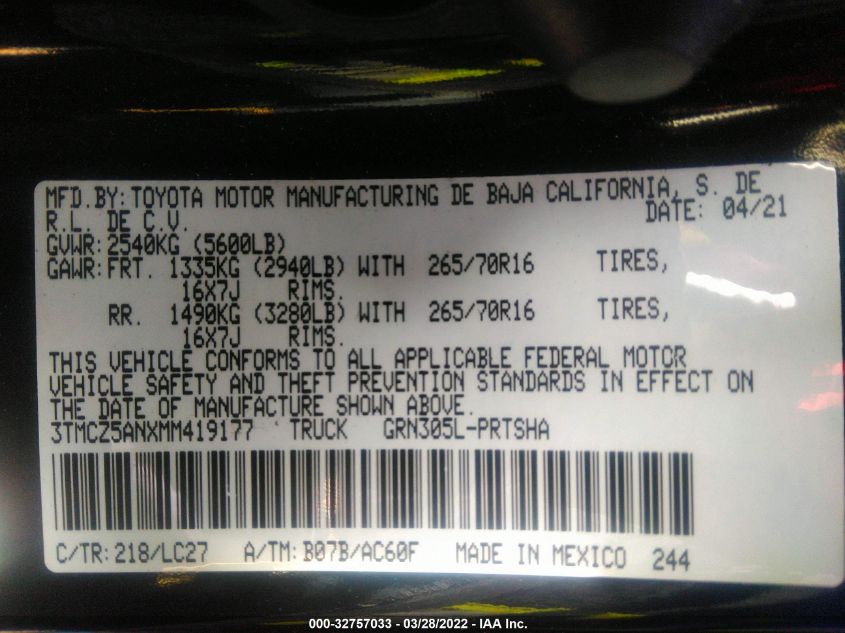 MFD.BY: TOYOTA MOTOR MANUFACTURING DE BAJA CALIFORNIA, S. DE
R.L. DE C.V. DATE: 04/21
GVWR: 2540KG (5600LB)
GAWR: FRT. 1335KG (2940LB) WITH 265/70R16 TIRES,
16X7J RIMS.
RR. 1490KG (3280LB) WITH 265/70R16 TIRES,
16X7J RIMS.
THIS VEHICLE CONFORMS TO ALL APPLICABLE FEDERAL MOTOR
VEHICLE SAFETY AND THEFT PREVENTION STANDARDS IN EFFECT ON
THE DATE OF MANUFACTURE SHOWN ABOVE.
3TMCZ5ANXMM419177 TRUCK GRN305L-PRTSHA
C/TR: 218/LC27 A/TM: B07B/AC60F MADE IN MEXICO 244
000-32757033 - 03/28/2022 - IAA Inc.